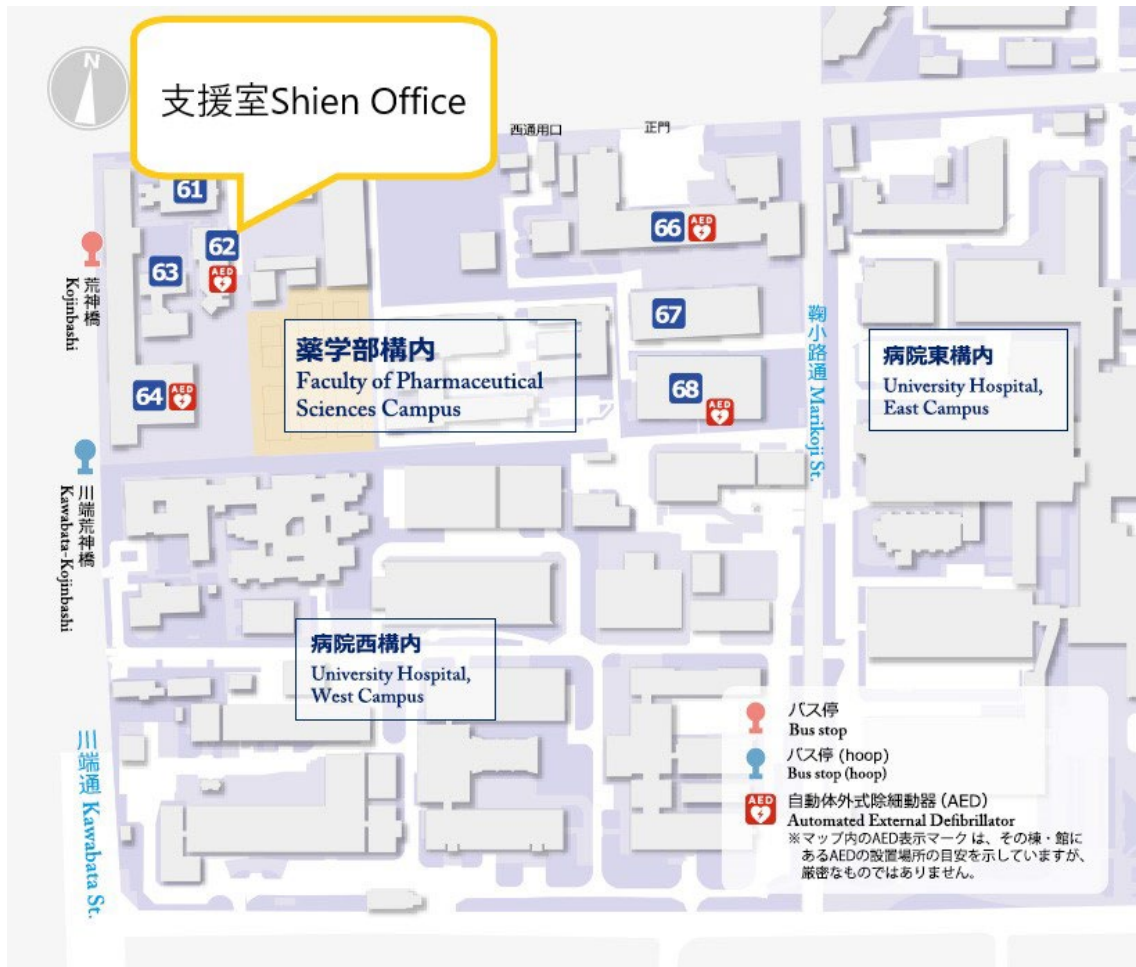 N
支援室Shien Office
西通用口
正門
61
62
AED
63
64
AED
66
AED
67
68
AED
荒神橋
Kojinbashi
川端荒神橋
Kawabata-Kojinbashi
薬学部構内
Faculty of Pharmaceutical
Sciences Campus
鞠小路通 Marikoji St.
病院東構内
University Hospital,
East Campus
病院西構内
University Hospital,
West Campus
川端通 Kawabata St.
バス停
Bus stop
バス停 (hoop)
Bus stop (hoop)
AED
自動体外式除細動器 (AED)
Automated External Defibrillator
※マップ内のAED表示マークは、その棟・館に
あるAEDの設置場所の目安を示していますが、
厳密なものではありません。